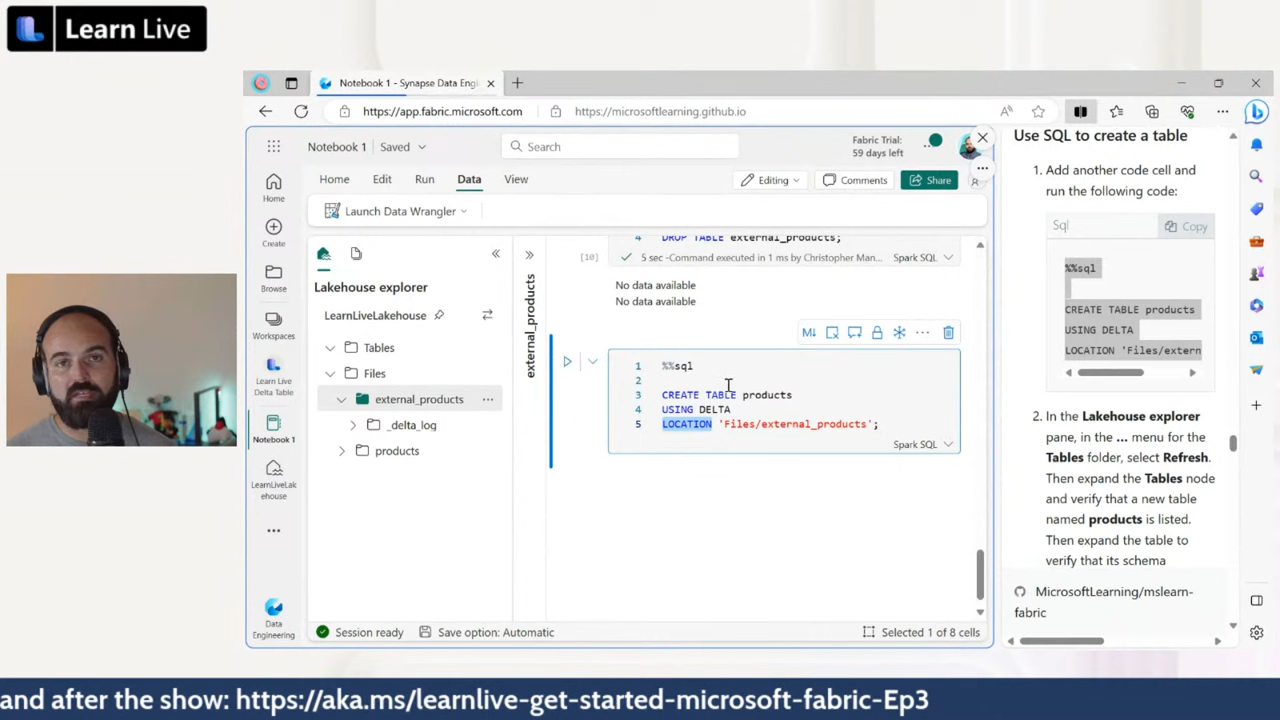 Learn Live
Notebook 1 - Synapse Data Engi
https://app.fabric.microsoft.com
https://microsoftlearning.github.io
Notebook 1
Saved
Search
Fabric Trial:
59 days left
Home
Edit
Run
Data
View
Editing
Comments
Share
Launch Data Wrangler
Home
Create
Browse
Workspaces
Learn Live
Delta Table
Notebook 1
LearnLiveLak
ehouse
Data
Engineering
Lakehouse explorer
LearnLiveLakehouse
Tables
Files
external_products
_delta_log
products
external_products
4 DROP TABLE external_products;
[10]
5 sec -Command executed in 1 ms by Christopher Man...
Spark SQL
No data available
No data available
1 %%sql
2
3 CREATE TABLE products
4 USING DELTA
5 LOCATION 'Files/external_products';
Spark SQL
Session ready
Save option: Automatic
Selected 1 of 8 cells
Use SQL to create a table
1. Add another code cell and
run the following code:
Sql
Copy
%%sql
CREATE TABLE products
USING DELTA
LOCATION 'Files/extern
2. In the Lakehouse explorer
pane, in the ... menu for the
Tables folder, select Refresh.
Then expand the Tables node
and verify that a new table
named products is listed.
Then expand the table to
verify that its schema
MicrosoftLearning/mslearn-
fabric
and after the show: https://aka.ms/learnlive-get-started-microsoft-fabric-Ep3